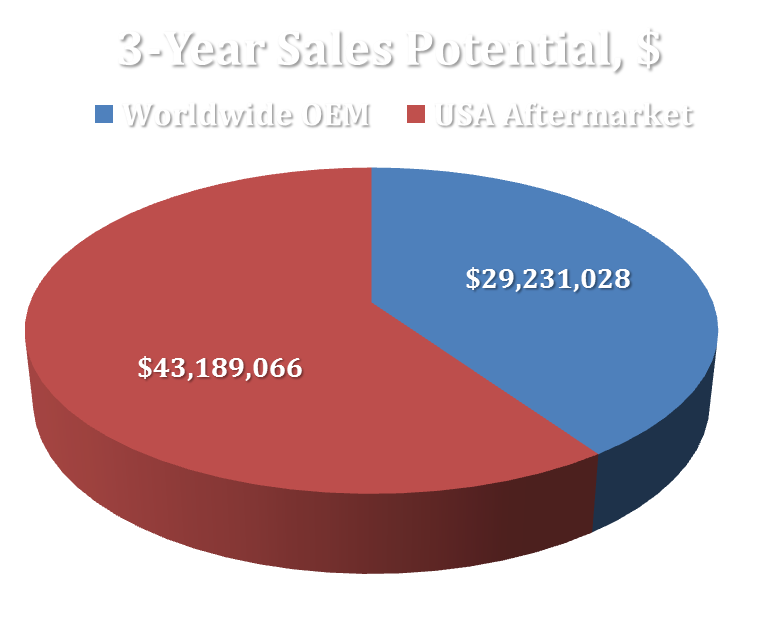 3-Year Sales Potential, $
Worldwide OEM USA Aftermarket
$29,231,028
$43,189,066